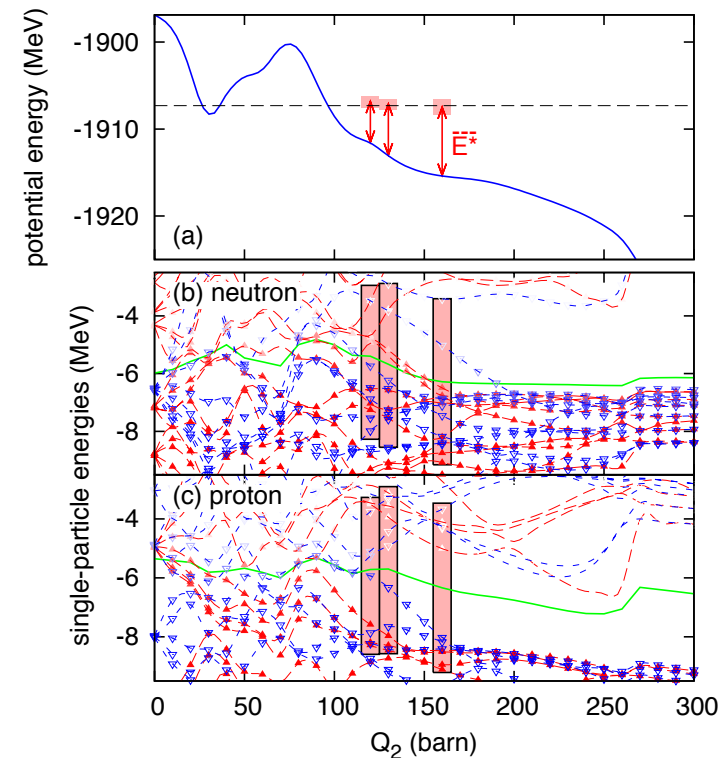 potential energy (MeV)
-1900
-1910
-1920
E*
(a)
single-particle energies (MeV)
(b) neutron
-4
-6
-8
(c) proton
-4
-6
-8
0 50 100 150 200 250 300
Q2 (barn)